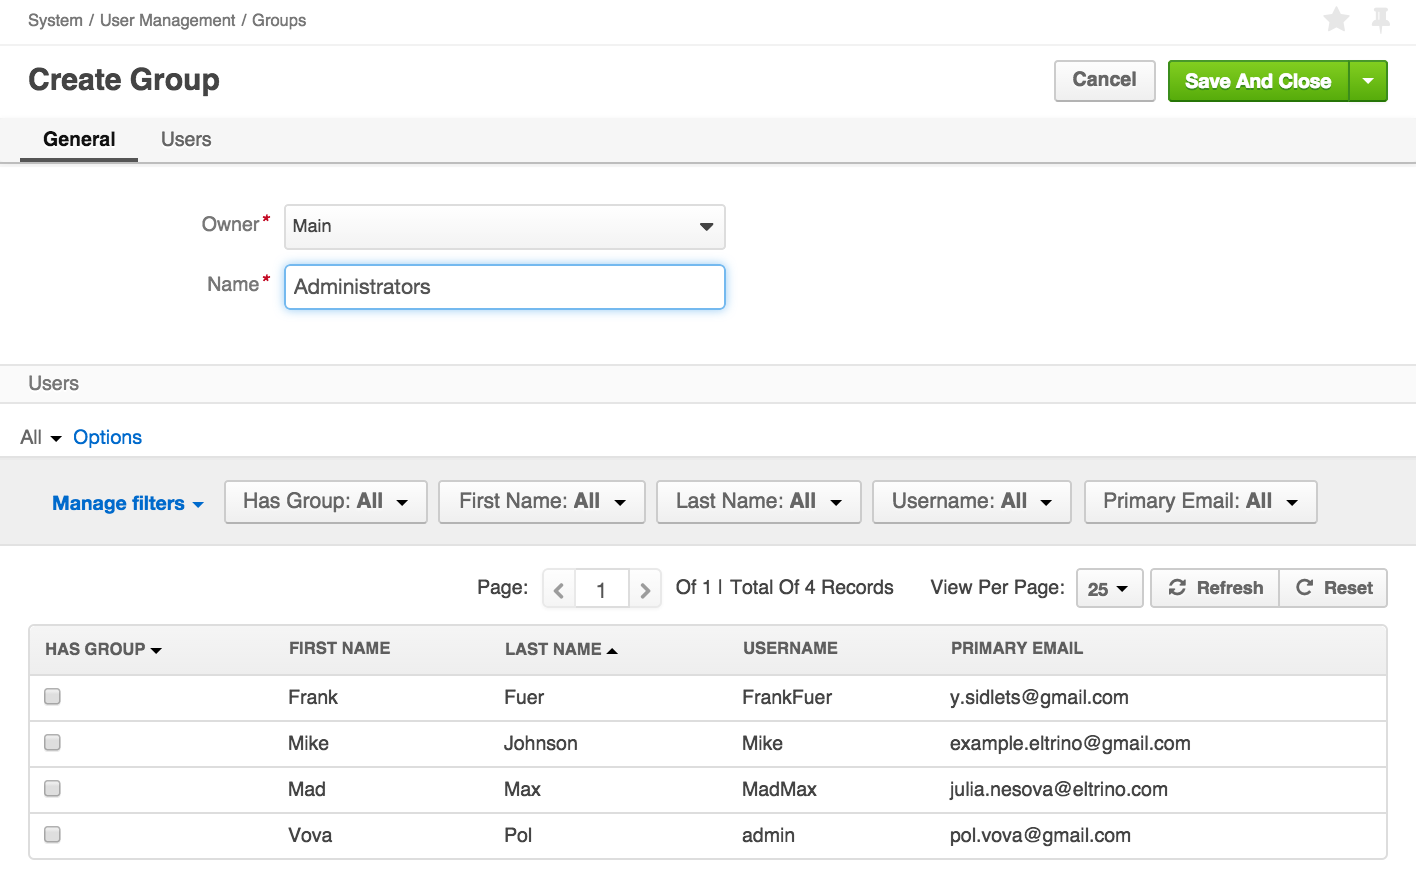 System / User Management / Groups
Create Group
Cancel
Save And Close
General Users
Owner* Main
Name* Administrators
Users
All Options
Manage filters Has Group: All First Name: All Last Name: All Username: All Primary Email: All
Page: 1 Of 1 | Total Of 4 Records View Per Page: 25 Refresh Reset
HAS GROUP FIRST NAME LAST NAME USERNAME PRIMARY EMAIL
Frank Fuer FrankFuer y.sidlets@gmail.com
Mike Johnson Mike example.eltrino@gmail.com
Mad Max MadMax julia.nesova@eltrino.com
Vova Pol admin pol.vova@gmail.com